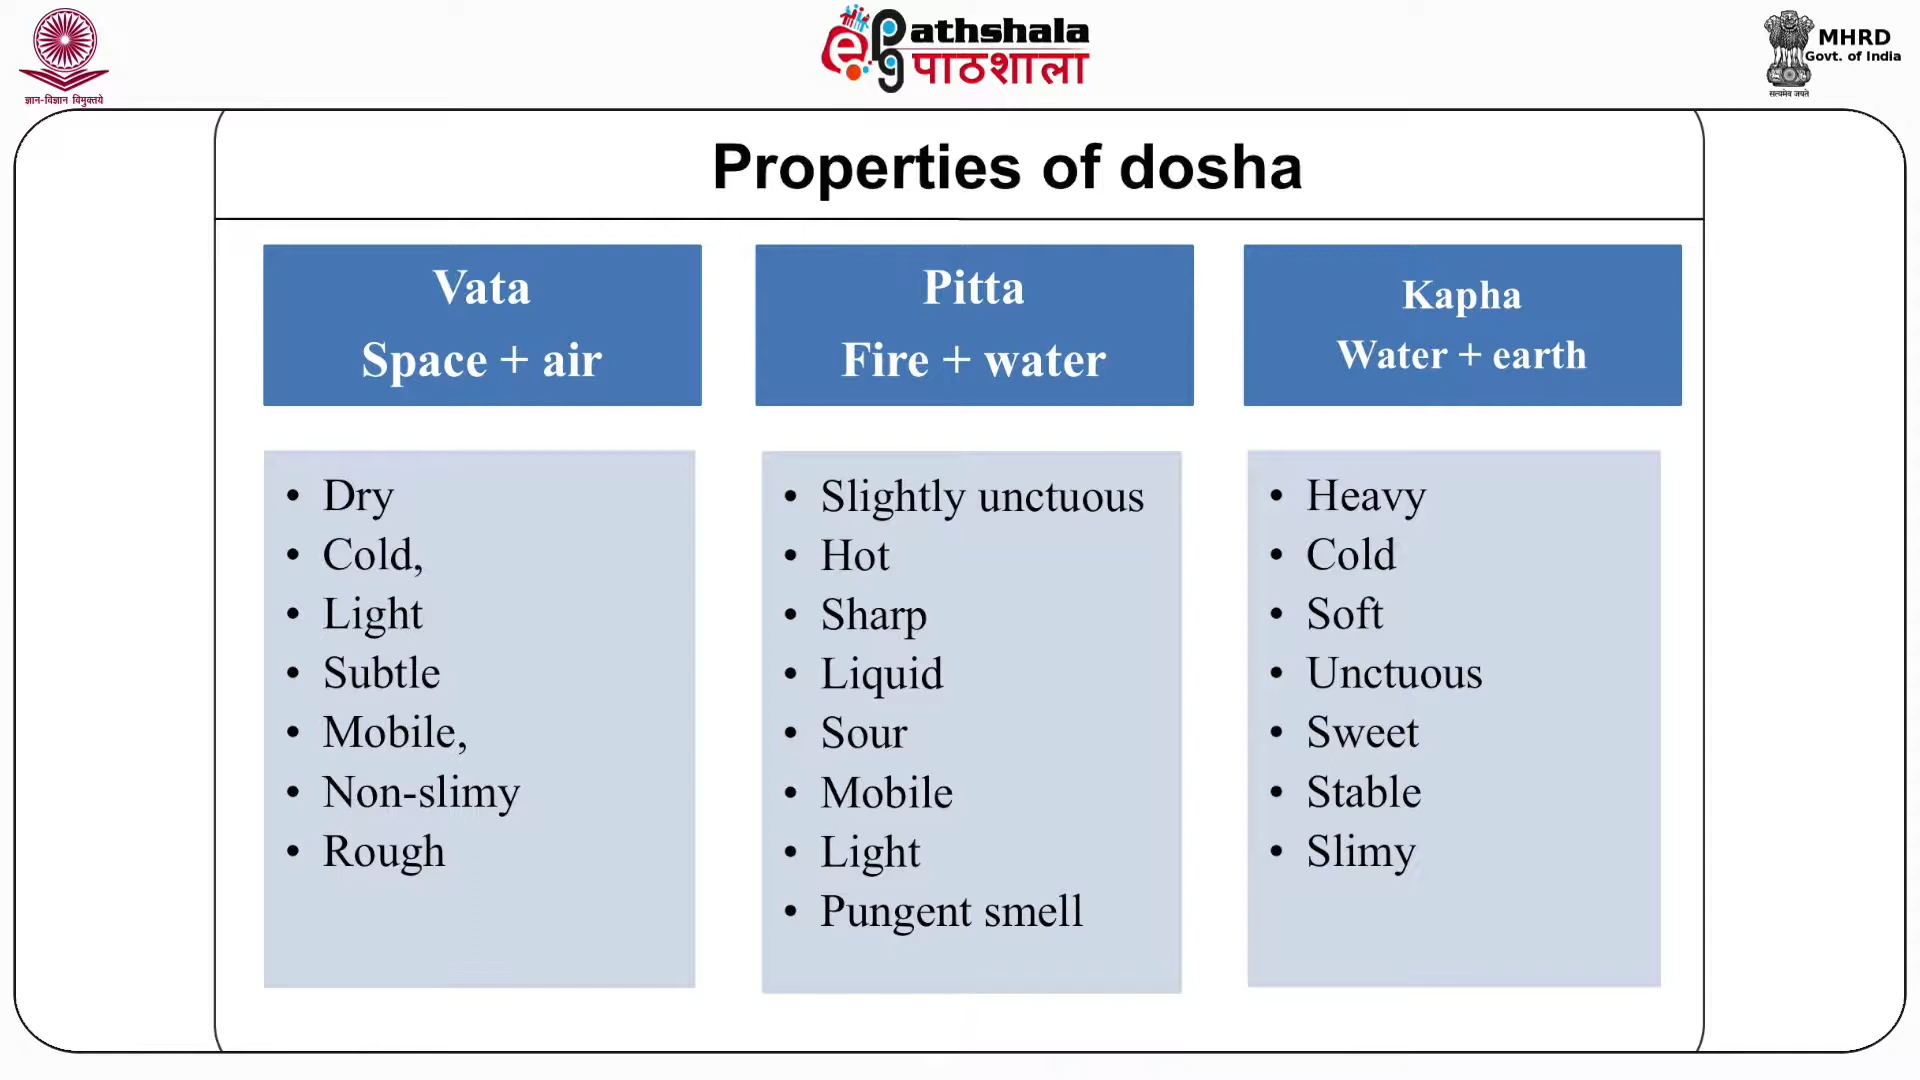 ज्ञान-विज्ञान विमुक्तये
ePG Pathshala
पाठशाला
MHRD
Govt. of India
सत्यमेव जयते
Properties of dosha
Vata
Space + air
Pitta
Fire + water
Kapha
Water + earth
• Dry
• Cold,
• Light
• Subtle
• Mobile,
• Non-slimy
• Rough
• Slightly unctuous
• Hot
• Sharp
• Liquid
• Sour
• Mobile
• Light
• Pungent smell
• Heavy
• Cold
• Soft
• Unctuous
• Sweet
• Stable
• Slimy